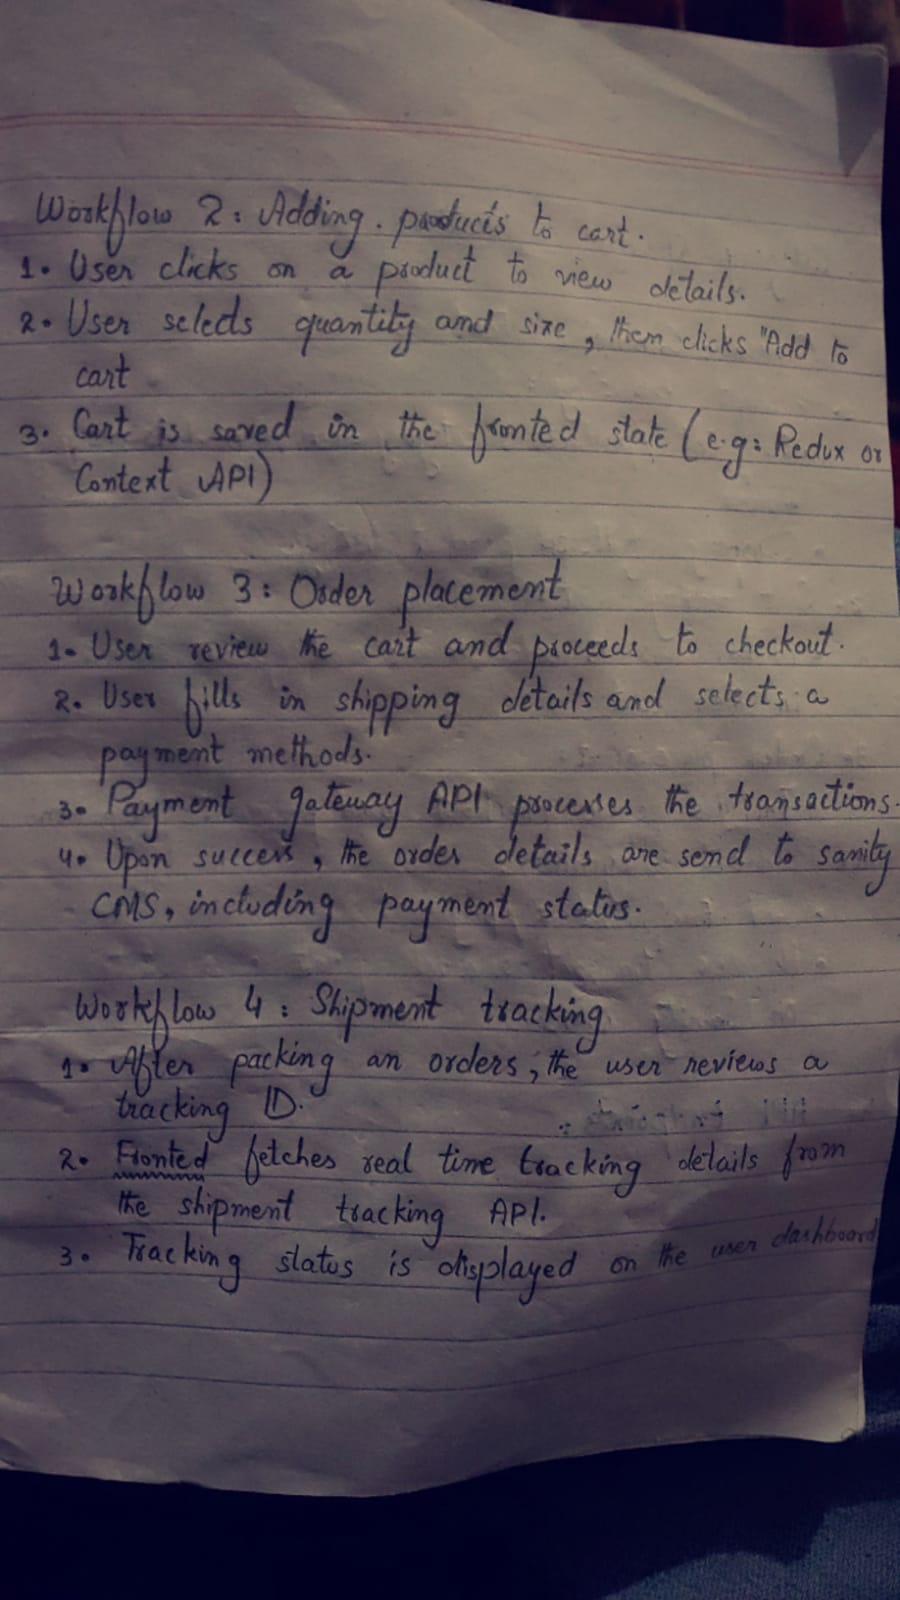 Workflow 2: Adding. products to cart.
1. User clicks on a product to view details.
2. User selects quantity and size, them clicks "Add to
cart
3. Cart is saved in the fronted state (e.g: Redux or
Context API)
Workflow 3: Order placement
1. User review the cart and proceeds to checkout.
2. User fills in shipping details and selects a
payment methods.
3. Payment gateway API processes the transactions.
4. Upon success, the order details are send to sanity
CMS, including payment status.
Workflow 4: Shipment tracking
1. After packing an orders, the user reviews a
tracking ID.
2. Fronted fetches real time tracking details from
the shipment tracking API.
3. Tracking status is displayed on the user dashboard